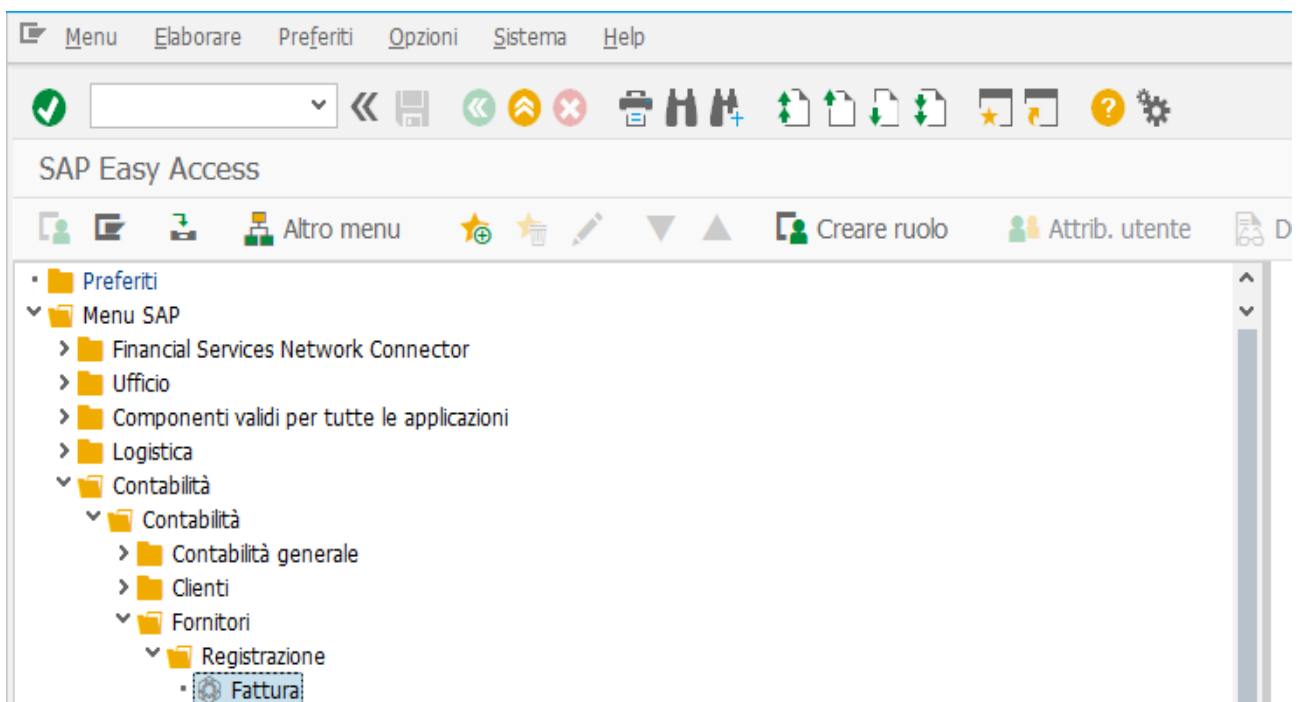 Menu Elaborare Preferiti Opzioni Sistema Help
SAP Easy Access
Altro menu Creare ruolo Attrib. utente D
Preferiti
Menu SAP
Financial Services Network Connector
Ufficio
Componenti validi per tutte le applicazioni
Logistica
Contabilità
Contabilità
Contabilità generale
Clienti
Fornitori
Registrazione
Fattura